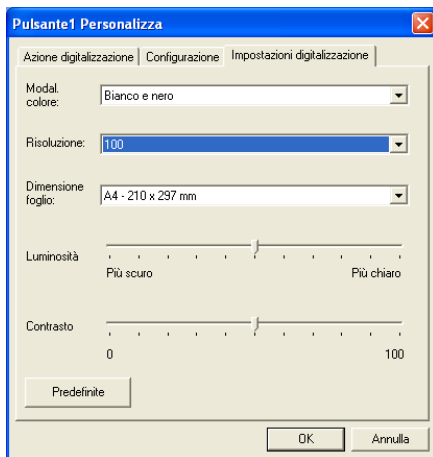 Pulsante1 Personalizza
Azione digitalizzazione Configurazione Impostazioni digitalizzazione
Modal.
colore:
Bianco e nero
Risoluzione:
100
Dimensione
foglio:
A4 - 210 x 297 mm
Luminosità
Più scuro Più chiaro
Contrasto
0 100
Predefinite
OK Annulla